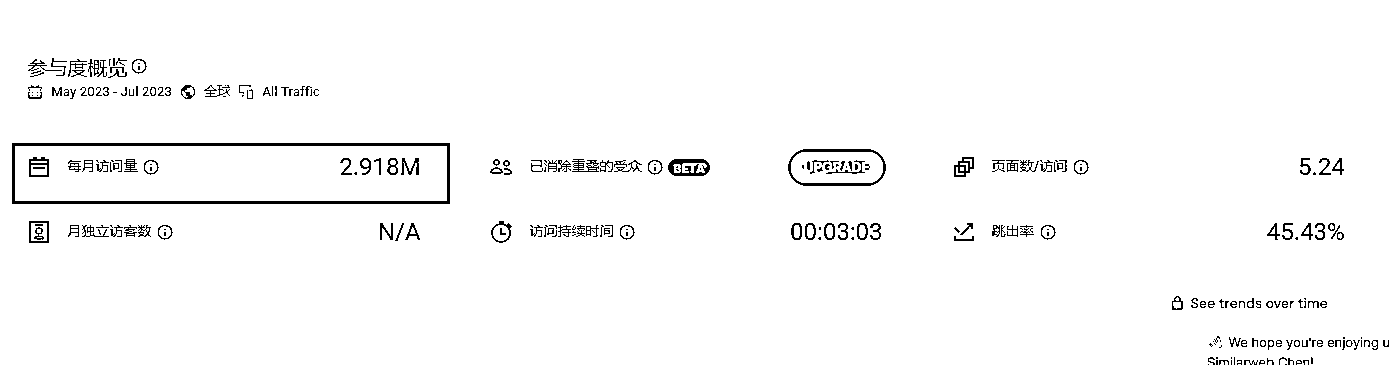 参与度概览
May 2023 - Jul 2023 全球 All Traffic
每月访问量 2.918M
已消除重叠的受众 BETA UPGRADE
页面数/访问 5.24
月独立访客数 N/A
访问持续时间 00:03:03
跳出率 45.43%
See trends over time
We hope you're enjoying u
Similarweb Chen!